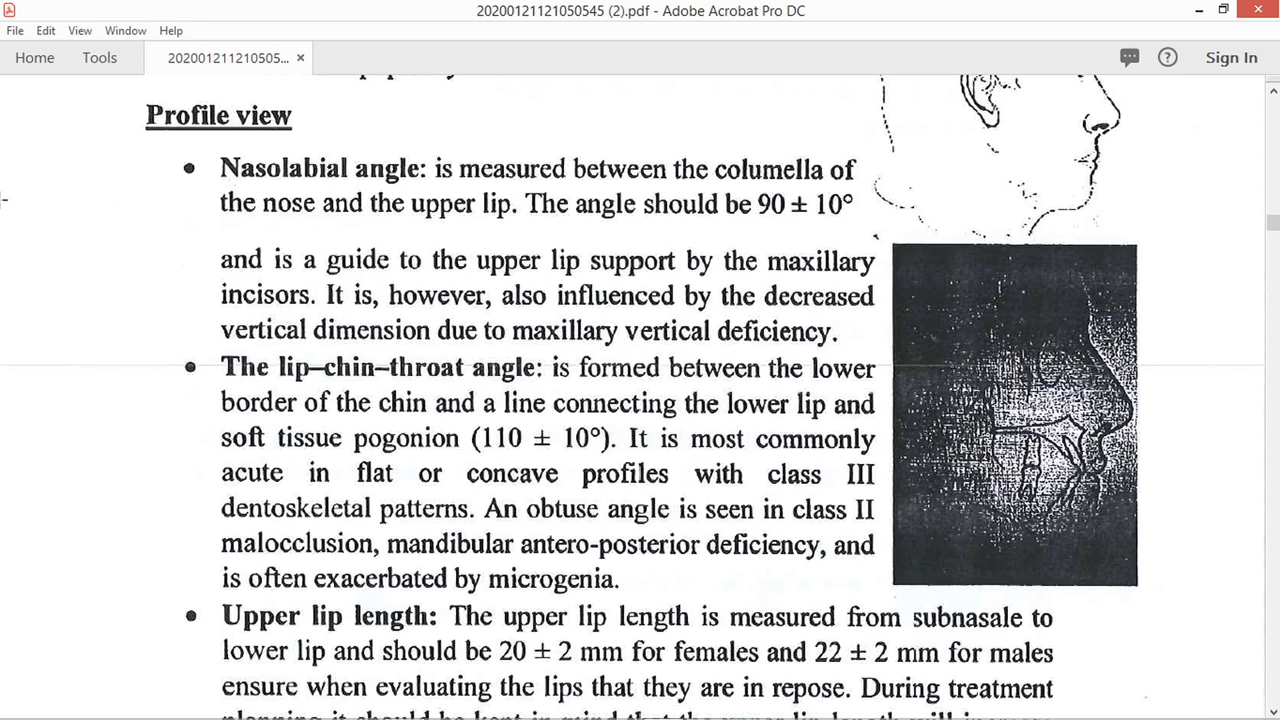 202001211210505​45 (2).pdf - Adobe Acrobat Pro DC
File Edit View Window Help
Home Tools 202001211210505... × Sign In
Profile view
• Nasolabial angle: is measured between the columella of
the nose and the upper lip. The angle should be 90 ± 10°
and is a guide to the upper lip support by the maxillary
incisors. It is, however, also influenced by the decreased
vertical dimension due to maxillary vertical deficiency.
• The lip–chin–throat angle: is formed between the lower
border of the chin and a line connecting the lower lip and
soft tissue pogonion (110 ± 10°). It is most commonly
acute in flat or concave profiles with class III
dentoskeletal patterns. An obtuse angle is seen in class II
malocclusion, mandibular antero-posterior deficiency, and
is often exacerbated by microgenia.
• Upper lip length: The upper lip length is measured from subnasale to
lower lip and should be 20 ± 2 mm for females and 22 ± 2 mm for males
ensure when evaluating the lips that they are in repose. During treatment